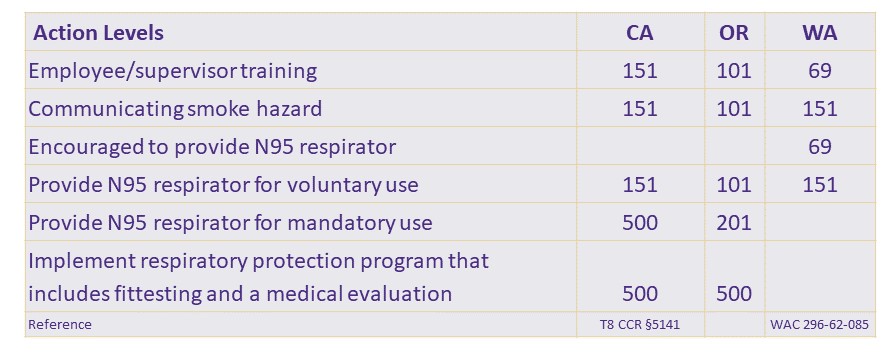 Action Levels CA OR WA
Employee/supervisor training 151 101 69
Communicating smoke hazard 151 101 151
Encouraged to provide N95 respirator 69
Provide N95 respirator for voluntary use 151 101 151
Provide N95 respirator for mandatory use 500 201
Implement respiratory protection program that
includes fittesting and a medical evaluation 500 500
Reference T8 CCR §5141 WAC 296-62-085